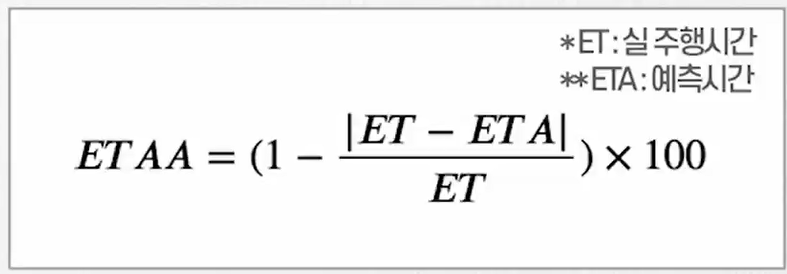 *ET : 실 주행시간
**ETA : 예측시간
ETAA = (1 − |ET − ETA| / ET) × 100